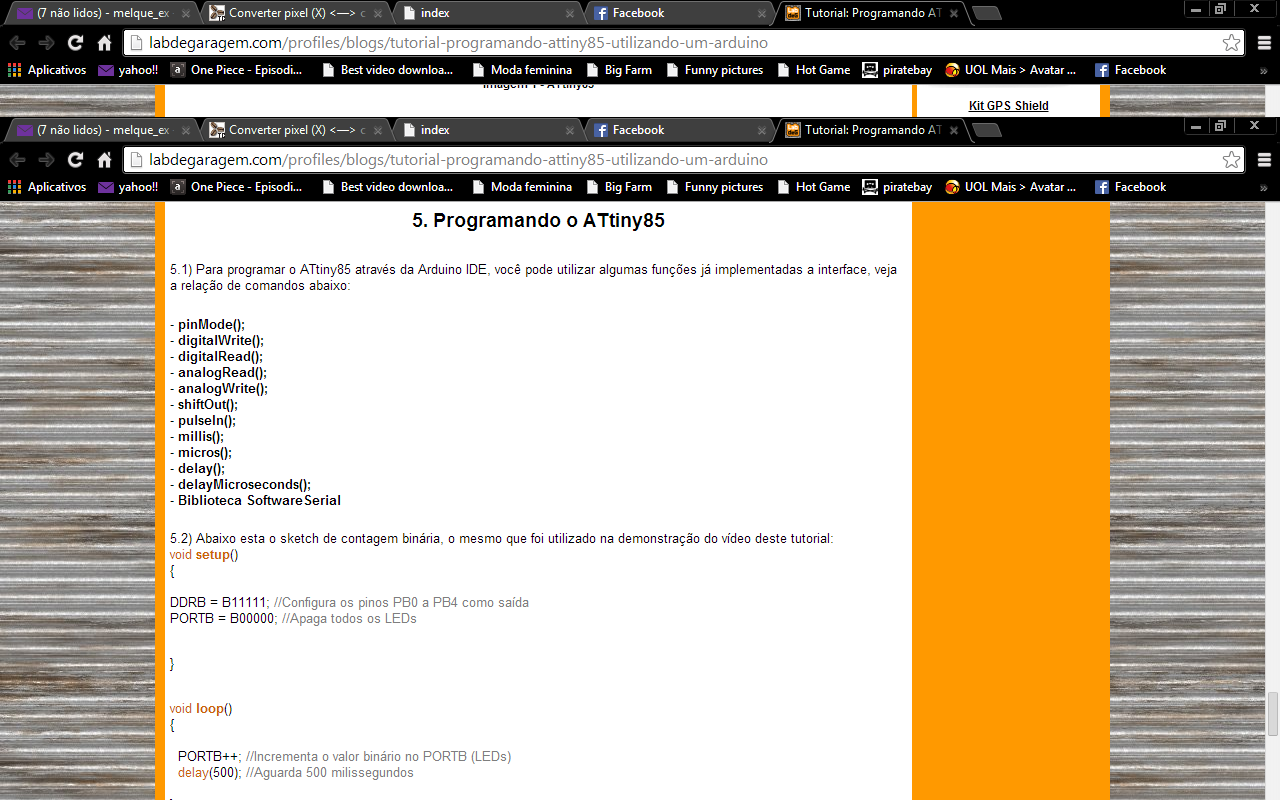 (7 não lidos) - melque_ex
Converter pixel (X) <—> c
index
Facebook
Tutorial: Programando AT
labdegaragem.com/profiles/blogs/tutorial-programando-attiny85-utilizando-um-arduino
Aplicativos
yahoo!!
One Piece - Episodi...
Best video downloa...
Moda feminina
Big Farm
Funny pictures
Hot Game
piratebay
UOL Mais > Avatar ...
Facebook
»
Imagem 1 - ATtiny85
Kit GPS Shield
(7 não lidos) - melque_ex
Converter pixel (X) <—> c
index
Facebook
Tutorial: Programando AT
labdegaragem.com/profiles/blogs/tutorial-programando-attiny85-utilizando-um-arduino
Aplicativos
yahoo!!
One Piece - Episodi...
Best video downloa...
Moda feminina
Big Farm
Funny pictures
Hot Game
piratebay
UOL Mais > Avatar ...
Facebook
»
5. Programando o ATtiny85
5.1) Para programar o ATtiny85 através da Arduino IDE, você pode utilizar algumas funções já implementadas a interface, veja
a relação de comandos abaixo:
- pinMode();
- digitalWrite();
- digitalRead();
- analogRead();
- analogWrite();
- shiftOut();
- pulseIn();
- millis();
- micros();
- delay();
- delayMicroseconds();
- Biblioteca SoftwareSerial
5.2) Abaixo esta o sketch de contagem binária, o mesmo que foi utilizado na demonstração do vídeo deste tutorial:
void setup()
{
DDRB = B11111; //Configura os pinos PB0 a PB4 como saída
PORTB = B00000; //Apaga todos os LEDs
}
void loop()
{
PORTB++; //Incrementa o valor binário no PORTB (LEDs)
delay(500); //Aguarda 500 milissegundos